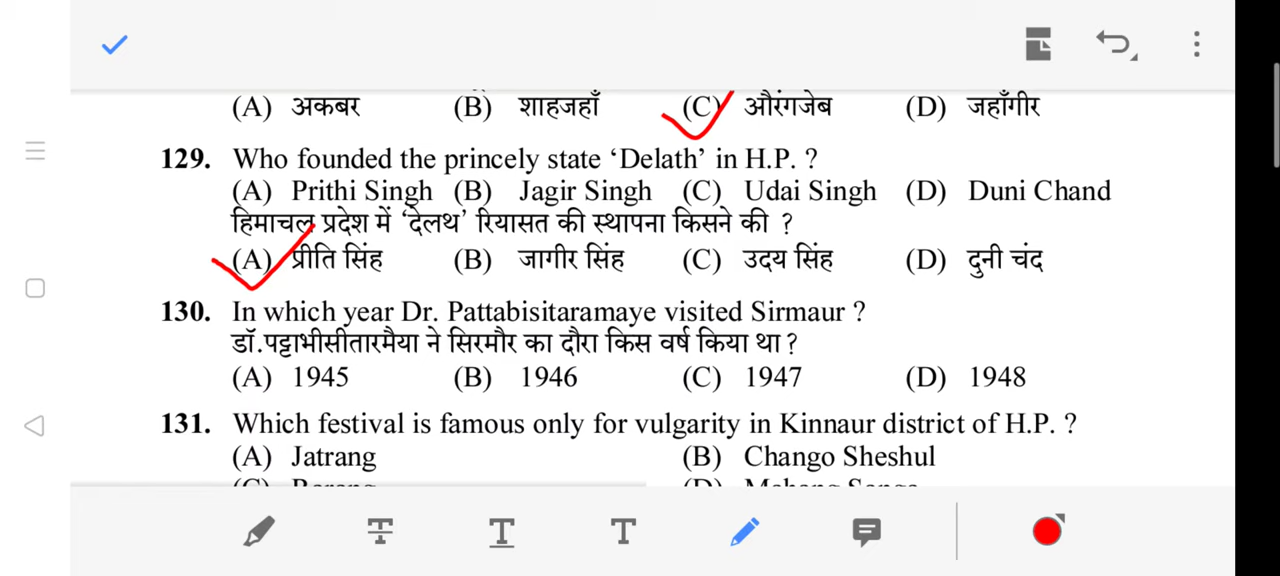 (A) अकबर (B) शाहजहाँ (C) औरंगजेब (D) जहाँगीर
129. Who founded the princely state ‘Delath’ in H.P. ?
(A) Prithi Singh (B) Jagir Singh (C) Udai Singh (D) Duni Chand
हिमाचल प्रदेश में ‘देलथ’ रियासत की स्थापना किसने की ?
(A) प्रीति सिंह (B) जागीर सिंह (C) उदय सिंह (D) दुनी चंद
130. In which year Dr. Pattabisitaramaye visited Sirmaur ?
डॉ.पट्टाभीसीतारमैया ने सिरमौर का दौरा किस वर्ष किया था ?
(A) 1945 (B) 1946 (C) 1947 (D) 1948
131. Which festival is famous only for vulgarity in Kinnaur district of H.P. ?
(A) Jatrang (B) Chango Sheshul